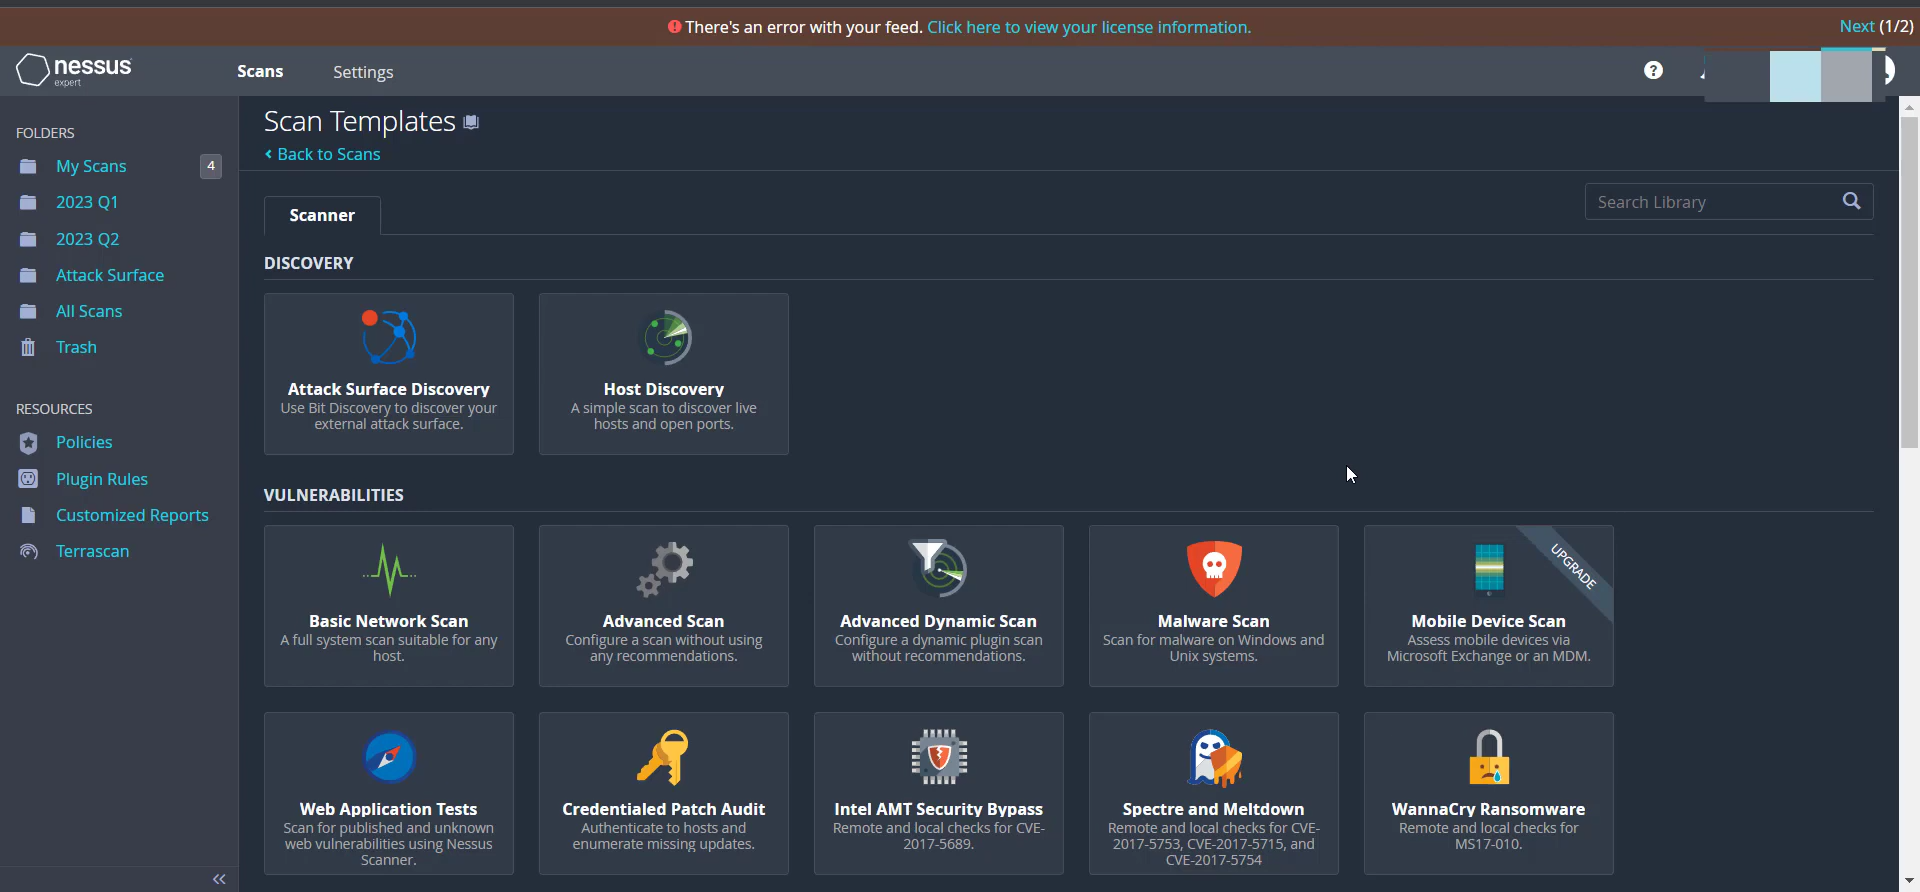 There's an error with your feed. Click here to view your license information.
Next (1/2)
nessus
expert
Scans
Settings
FOLDERS
My Scans
4
2023 Q1
2023 Q2
Attack Surface
All Scans
Trash
RESOURCES
Policies
Plugin Rules
Customized Reports
Terrascan
Scan Templates
Back to Scans
Scanner
Search Library
DISCOVERY
Attack Surface Discovery
Use Bit Discovery to discover your
external attack surface.
Host Discovery
A simple scan to discover live
hosts and open ports.
VULNERABILITIES
Basic Network Scan
A full system scan suitable for any
host.
Advanced Scan
Configure a scan without using
any recommendations.
Advanced Dynamic Scan
Configure a dynamic plugin scan
without recommendations.
Malware Scan
Scan for malware on Windows and
Unix systems.
UPGRADE
Mobile Device Scan
Assess mobile devices via
Microsoft Exchange or an MDM.
Web Application Tests
Scan for published and unknown
web vulnerabilities using Nessus
Scanner.
Credentialed Patch Audit
Authenticate to hosts and
enumerate missing updates.
Intel AMT Security Bypass
Remote and local checks for CVE-
2017-5689.
Spectre and Meltdown
Remote and local checks for CVE-
2017-5753, CVE-2017-5715, and
CVE-2017-5754
WannaCry Ransomware
Remote and local checks for
MS17-010.